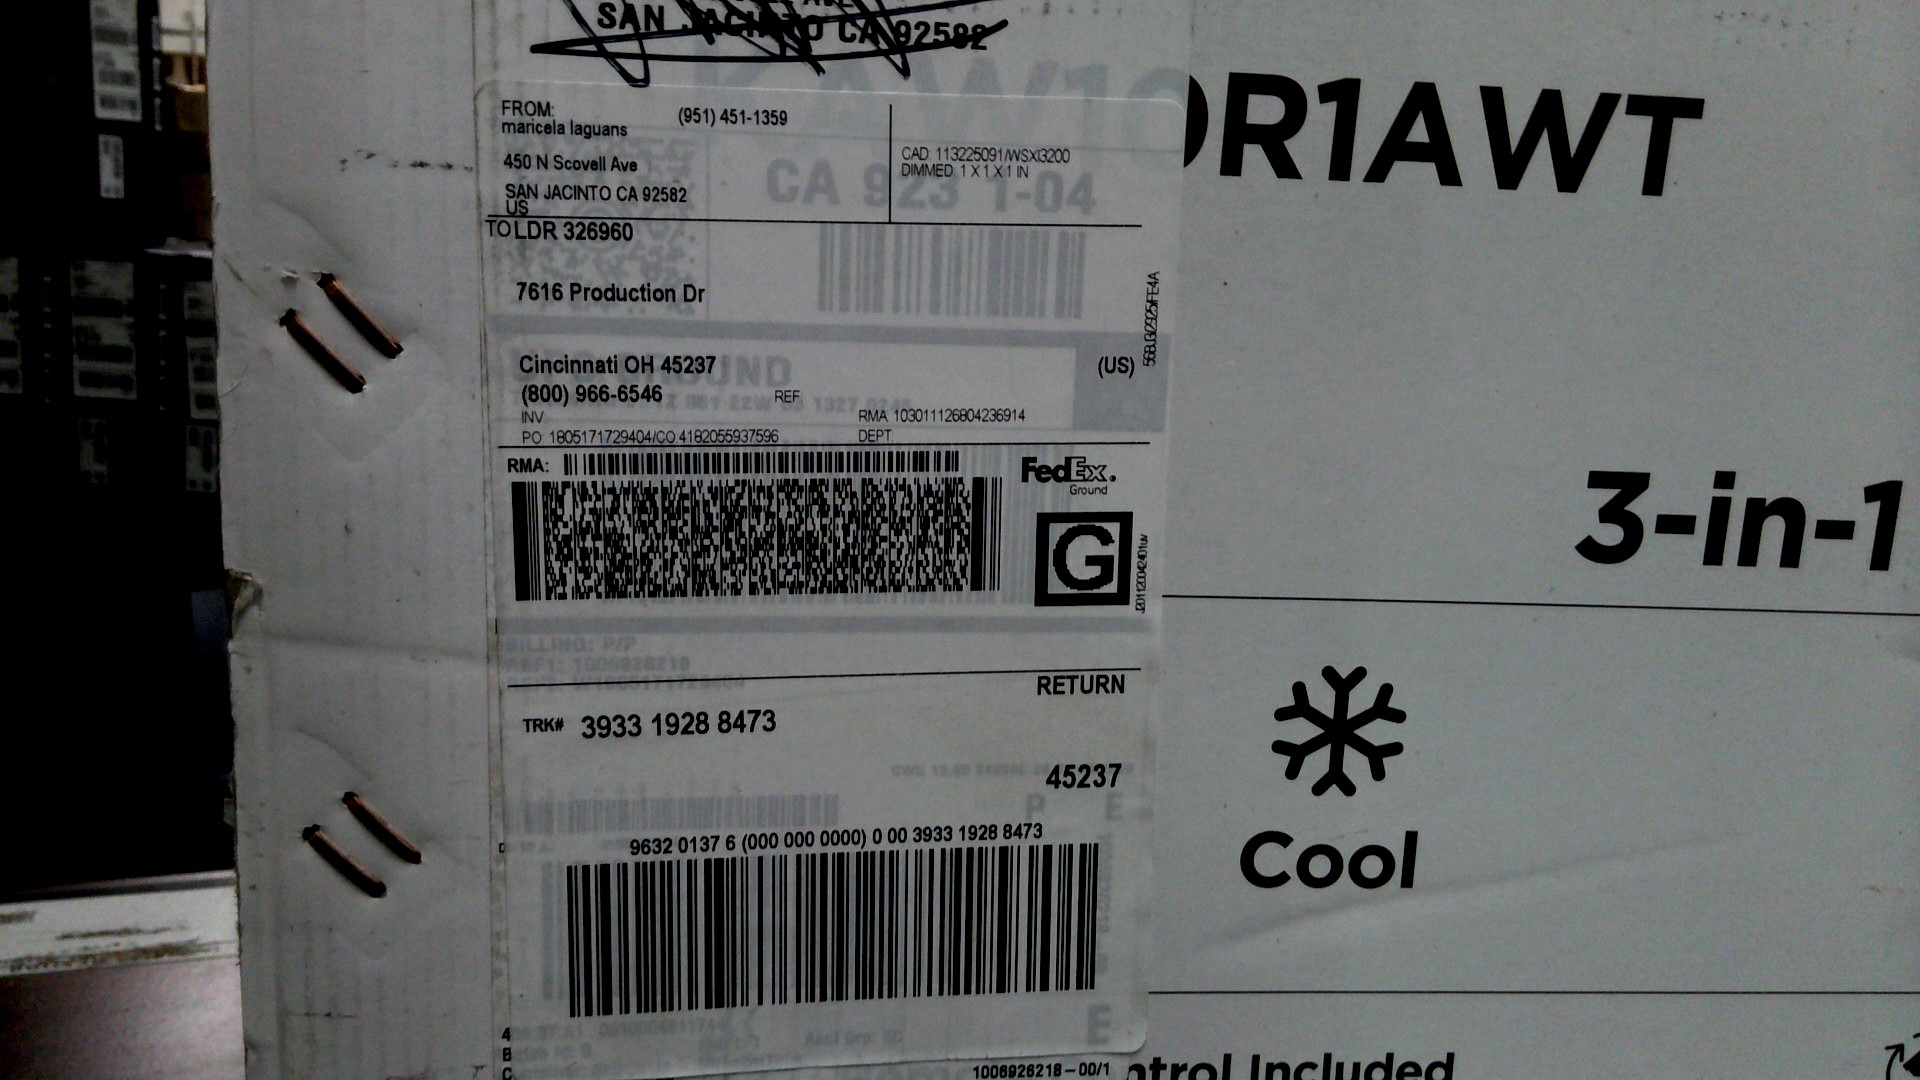 SAN JACINTO CA 92582
R1AWT
FROM:
maricela laguans
(951) 451-1359
450 N Scovell Ave
SAN JACINTO CA 92582
US
CAD: 113225091/WSXI3200
DIMMED: 1 X 1 X 1 IN
CA 923 1-04
TO LDR 326960
7616 Production Dr
Cincinnati OH 45237
(US)
(800) 966-6546
REF
INV
RMA: 103011126804236914
PO: 1805171729404/CO 4182055937596
DEPT
RMA:
FedEx.
Ground
G
3-in-1
BILLING: P/P
RETURN
TRK# 3933 1928 8473
45237
9632 0137 6 (000 000 0000) 0 00 3933 1928 8473
Cool
1006926218-00/1
ntrol Included